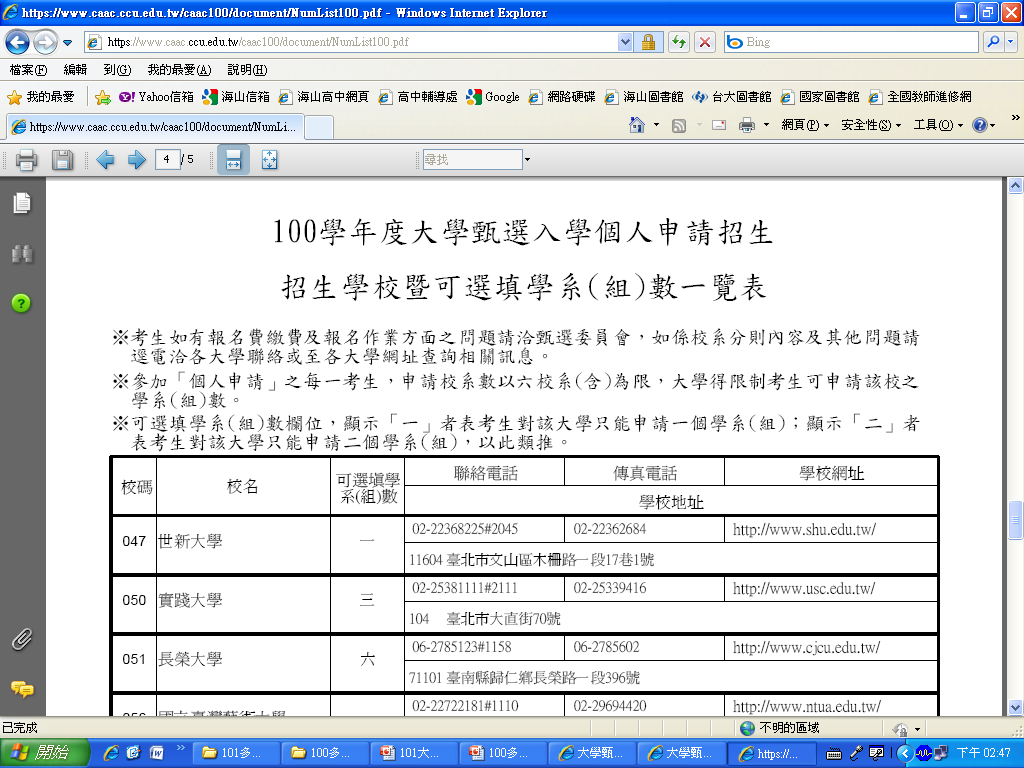 https://www.caac.ccu.edu.tw/caac100/document/NumList100.pdf - Windows Internet Explorer
https://www.caac.ccu.edu.tw/caac100/document/NumList100.pdf
Bing
檔案(F) 編輯 到(G) 我的最愛(A) 說明(H)
我的最愛 Yahoo信箱 海山信箱 海山高中網頁 高中輔導處 Google 網路硬碟 海山圖書館 台大圖書館 國家圖書館 全國教師進修網
https://www.caac.ccu.edu.tw/caac100/document/NumLi...
網頁(P) 安全性(S) 工具(O)
4 / 5 尋找
100學年度大學甄選入學個人申請招生
招生學校暨可選填學系(組)數一覽表
※考生如有報名費繳費及報名作業方面之問題請洽甄選委員會，如係校系分則內容及其他問題請
逕電洽各大學聯絡或至各大學網址查詢相關訊息。
※參加「個人申請」之每一考生，申請校系數以六校系(含)為限，大學得限制考生可申請該校之
學系(組)數。
※可選填學系(組)數欄位，顯示「一」者表考生對該大學只能申請一個學系(組)；顯示「二」者
表考生對該大學只能申請二個學系(組)，以此類推。
校碼 校名 可選填學系(組)數 聯絡電話 傳真電話 學校網址
學校地址
047 世新大學 一 02-22368225#2045 02-22362684 http://www.shu.edu.tw/
11604 臺北市文山區木柵路一段17巷1號
050 實踐大學 三 02-25381111#2111 02-25339416 http://www.usc.edu.tw/
104 臺北市大直街70號
051 長榮大學 六 06-2785123#1158 06-2785602 http://www.cjcu.edu.tw/
71101 臺南縣歸仁鄉長榮路一段396號
02-22722181#1110 02-29694420 http://www.ntua.edu.tw/
已完成 不明的區域
開始 101多... 100多... 101大... 100多... 大學甄... 大學甄... https://... 下午 02:47